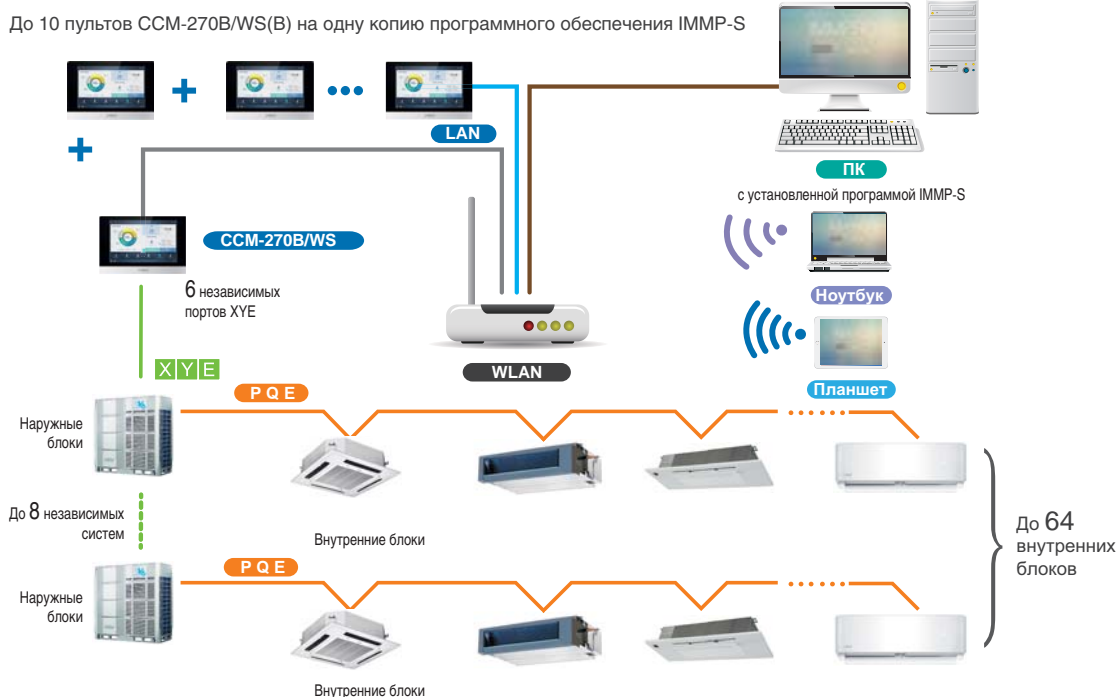 До 10 пультов CCM-270B/WS(B) на одну копию программного обеспечения IMMP-S
LAN
ПК
с установленной программой IMMP-S
CCM-270B/WS
6 независимых
портов XYE
Ноутбук
WLAN
Планшет
X Y E
P Q E
Наружные
блоки
Внутренние блоки
До 8 независимых
систем
До 64
внутренних
блоков
P Q E
Наружные
блоки
Внутренние блоки